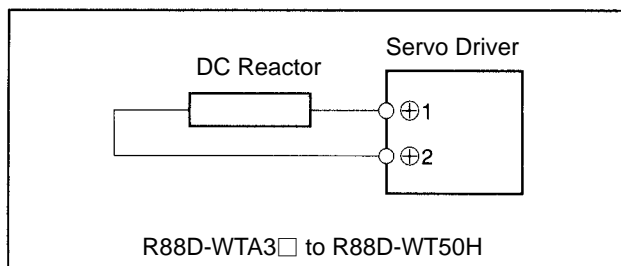 Servo Driver
DC Reactor
⊕1
⊕2
R88D-WTA3□ to R88D-WT50H